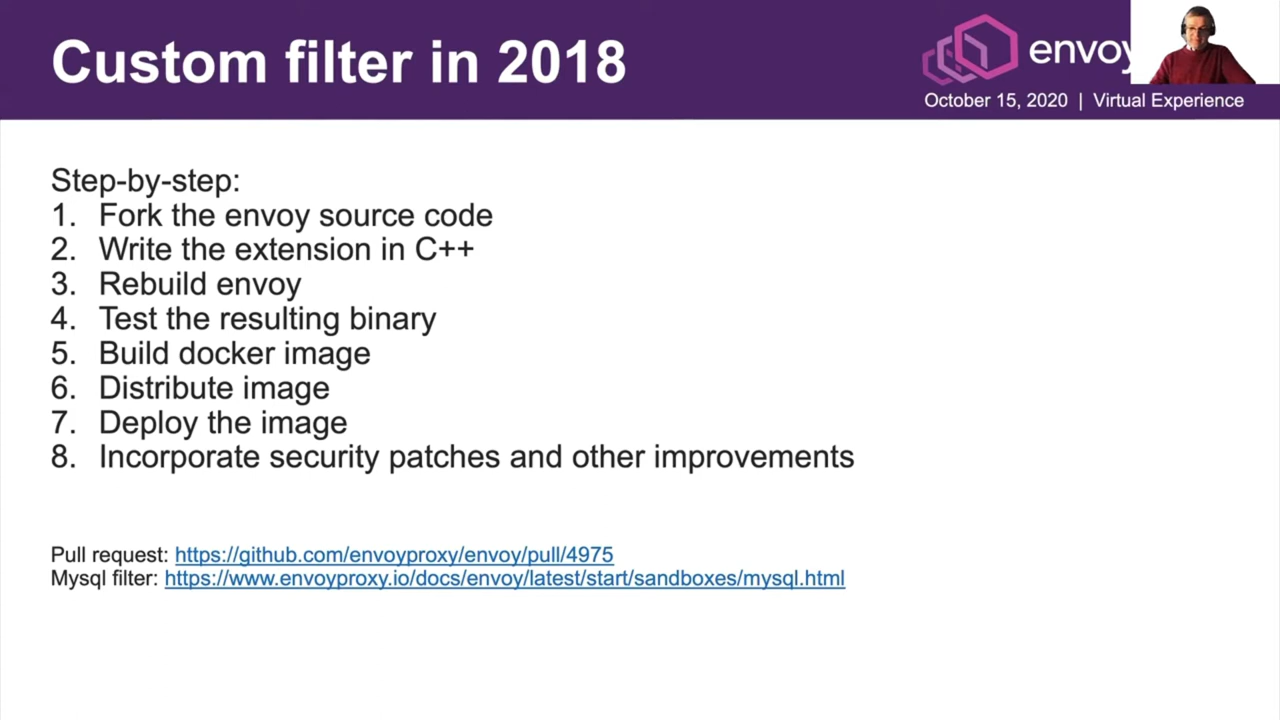 Custom filter in 2018
envoy
October 15, 2020 | Virtual Experience
Step-by-step:
1. Fork the envoy source code
2. Write the extension in C++
3. Rebuild envoy
4. Test the resulting binary
5. Build docker image
6. Distribute image
7. Deploy the image
8. Incorporate security patches and other improvements
Pull request: https://github.com/envoyproxy/envoy/pull/4975
Mysql filter: https://www.envoyproxy.io/docs/envoy/latest/start/sandboxes/mysql.html